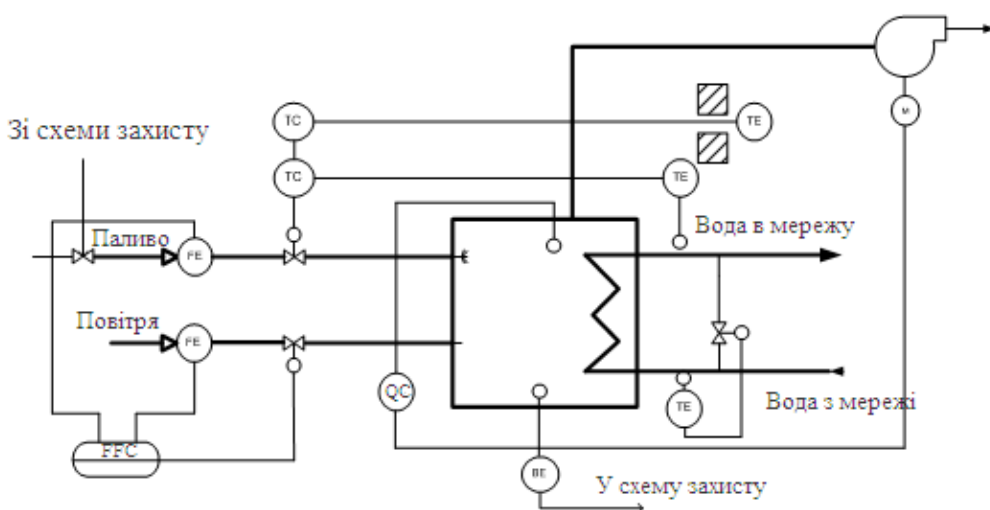 М
TC
TE
Зі схеми захисту
TC
TE
Вода в мережу
Паливо
FE
FE
Повітря
QC
TE
Вода з мережі
FFC
BE
У схему захисту